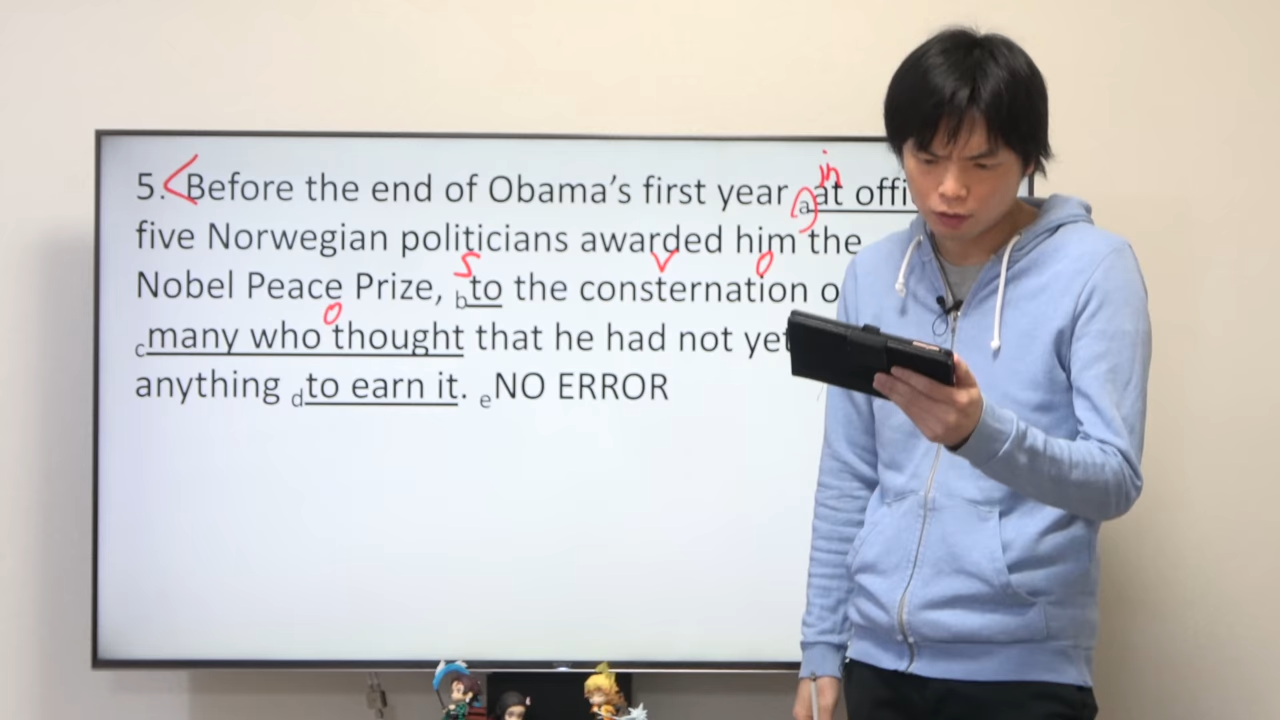 5. Before the end of Obama’s first year in
a at offi
five Norwegian politicians awarded him the
S V O
Nobel Peace Prize, b to the consternation o
O
c many who thought that he had not yet
anything d to earn it. e NO ERROR